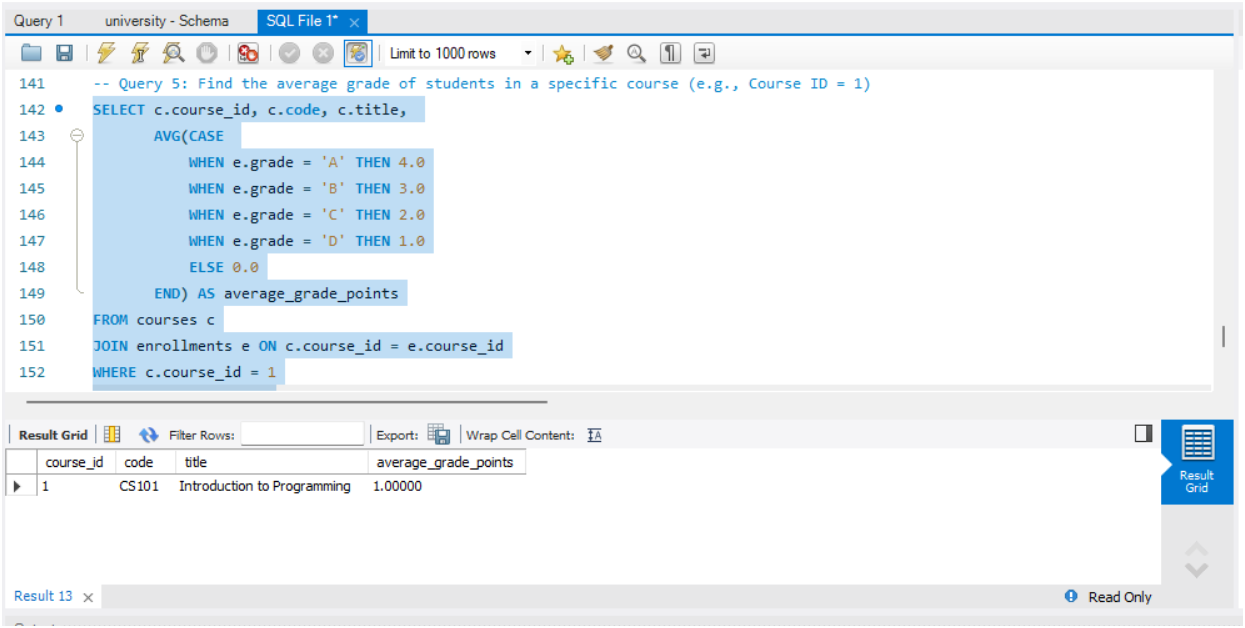 Query 1 university - Schema SQL File 1* ×
Limit to 1000 rows
141 -- Query 5: Find the average grade of students in a specific course (e.g., Course ID = 1)
142 SELECT c.course_id, c.code, c.title,
143 AVG(CASE
144 WHEN e.grade = 'A' THEN 4.0
145 WHEN e.grade = 'B' THEN 3.0
146 WHEN e.grade = 'C' THEN 2.0
147 WHEN e.grade = 'D' THEN 1.0
148 ELSE 0.0
149 END) AS average_grade_points
150 FROM courses c
151 JOIN enrollments e ON c.course_id = e.course_id
152 WHERE c.course_id = 1
Result Grid Filter Rows: Export: Wrap Cell Content: IA
course_id code title average_grade_points
1 CS101 Introduction to Programming 1.00000
Result
Grid
Result 13 × Read Only